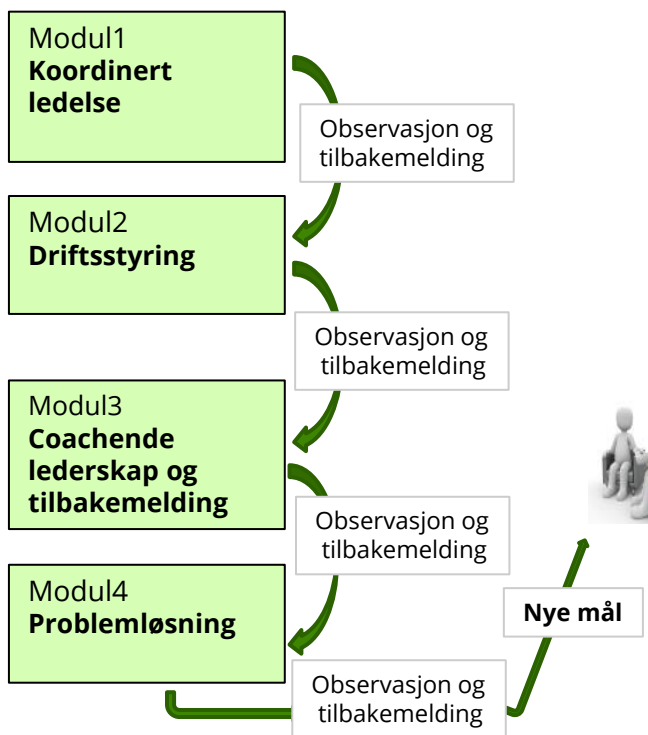 Modul1
Koordinert
ledelse
Observasjon og
tilbakemelding
Modul2
Driftsstyring
Observasjon og
tilbakemelding
Modul3
Coachende
lederskap og
tilbakemelding
Observasjon og
tilbakemelding
Modul4
Problemløsning
Nye mål
Observasjon og
tilbakemelding